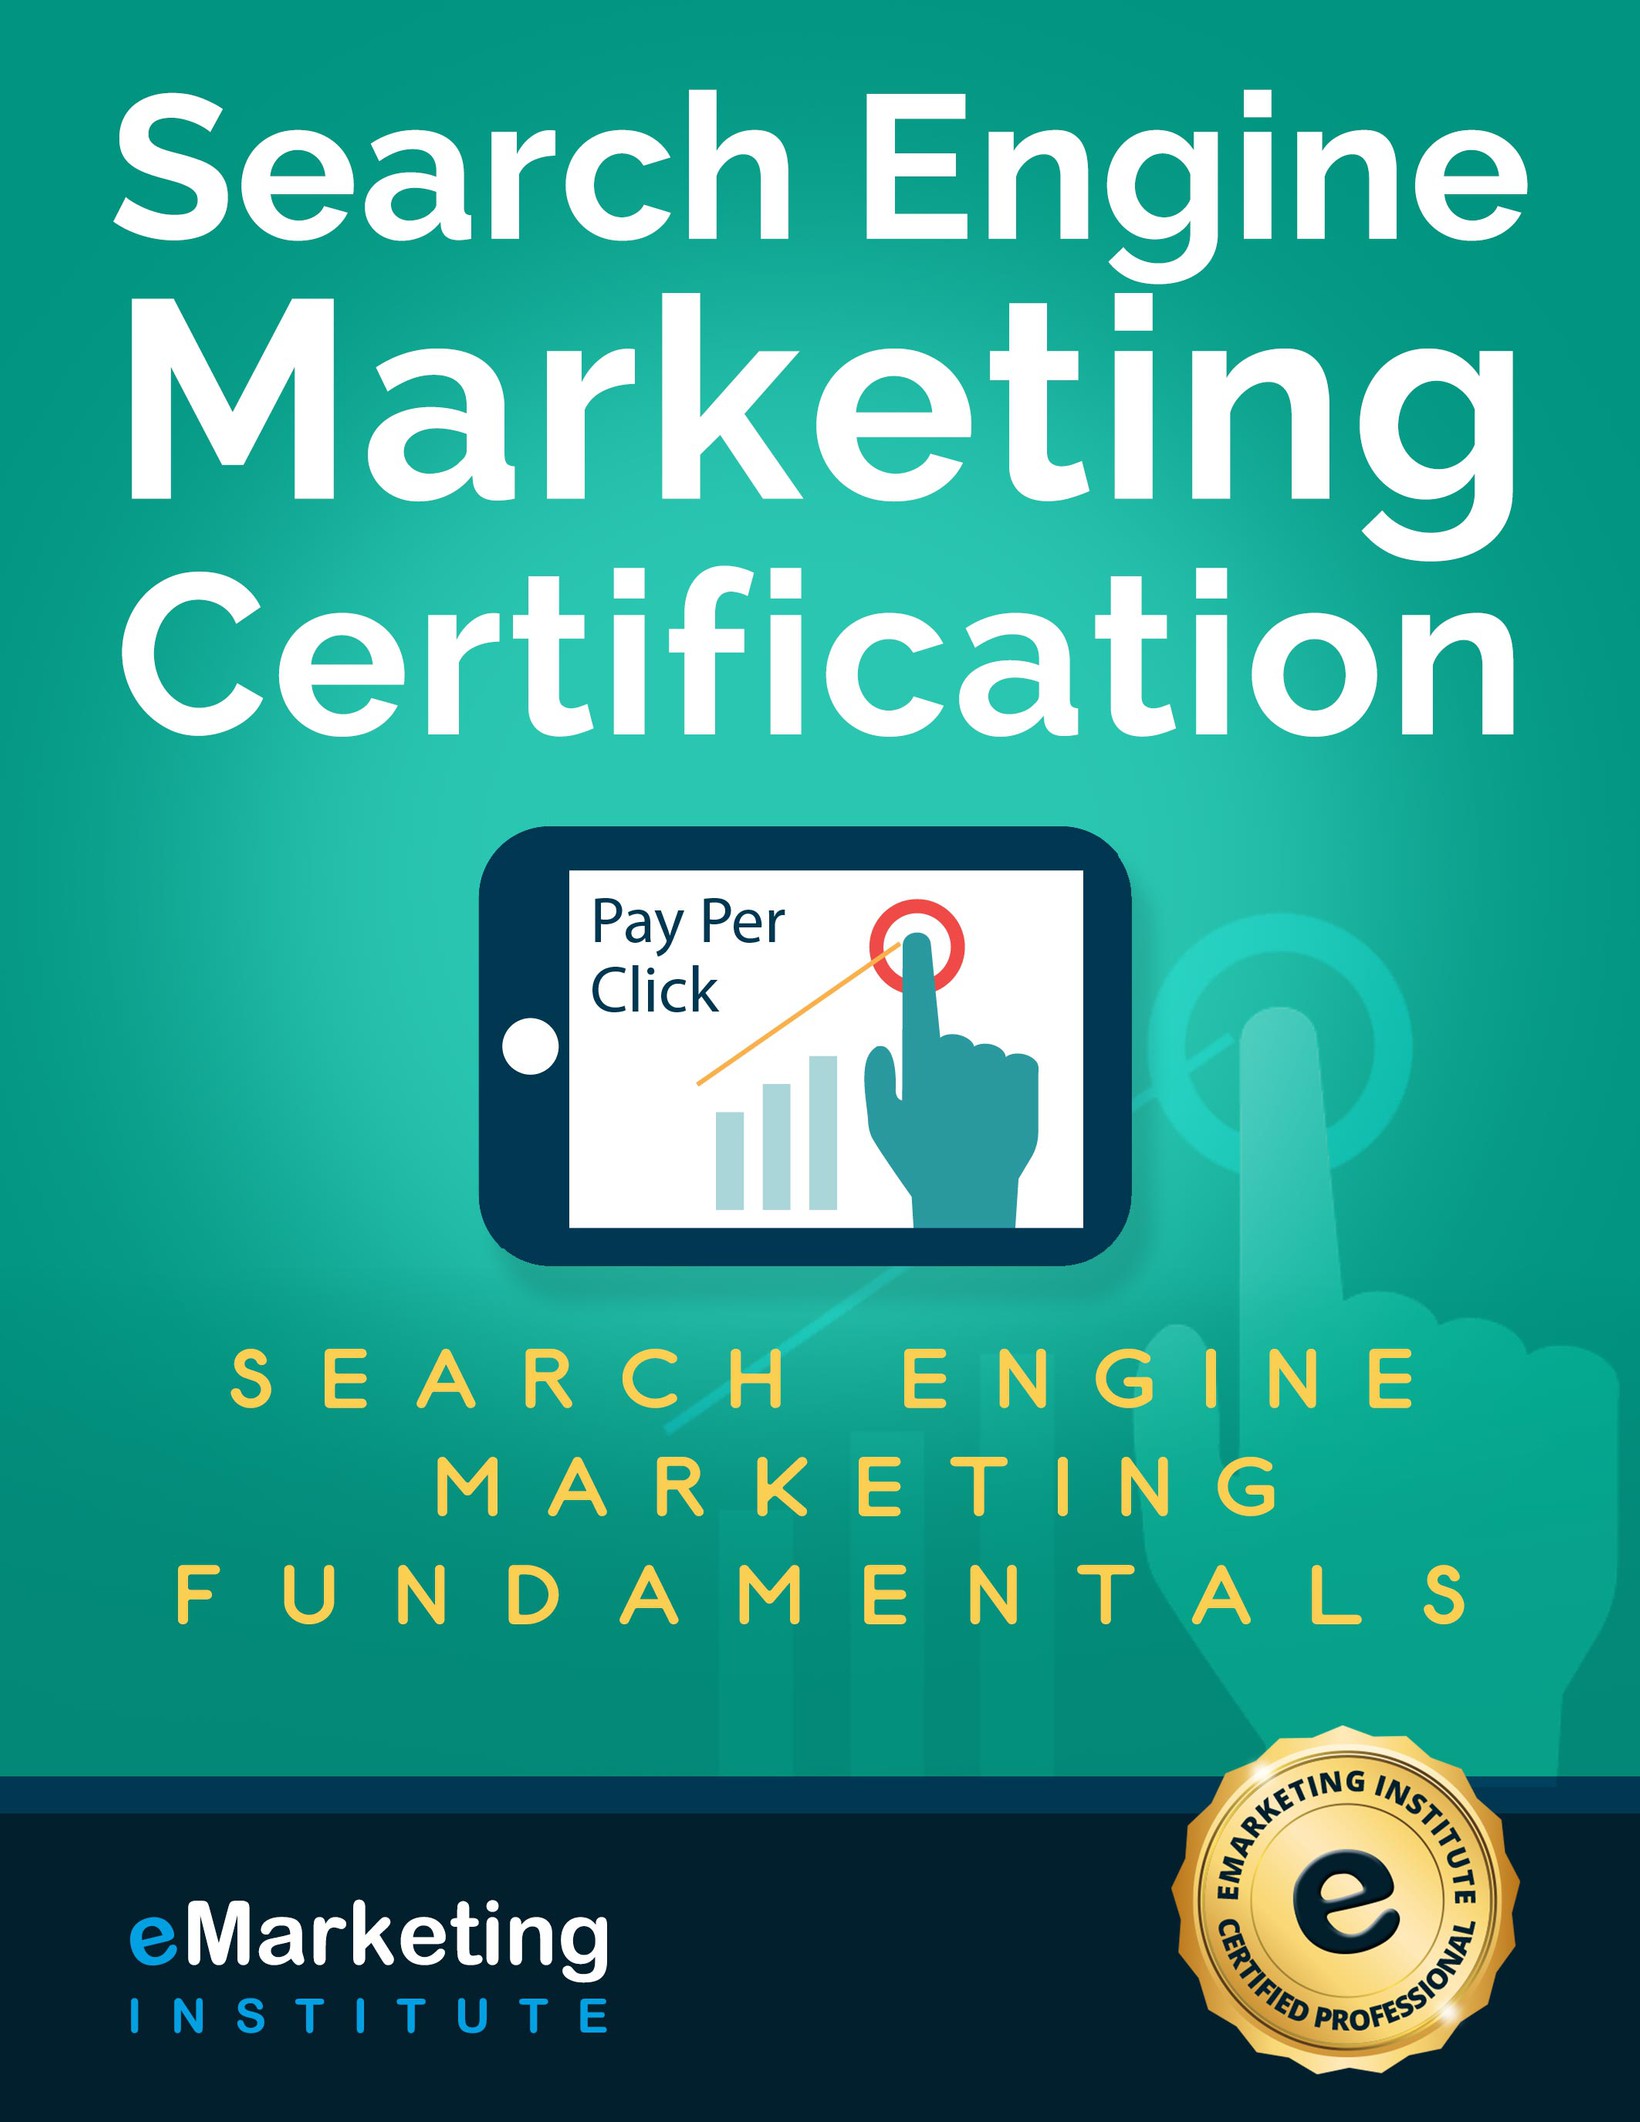 Search Engine
Marketing
Certification
Pay Per
Click
SEARCH ENGINE
MARKETING
FUNDAMENTALS
eMarketing
INSTITUTE
EMARKETING INSTITUTE
e
CERTIFIED PROFESSIONAL